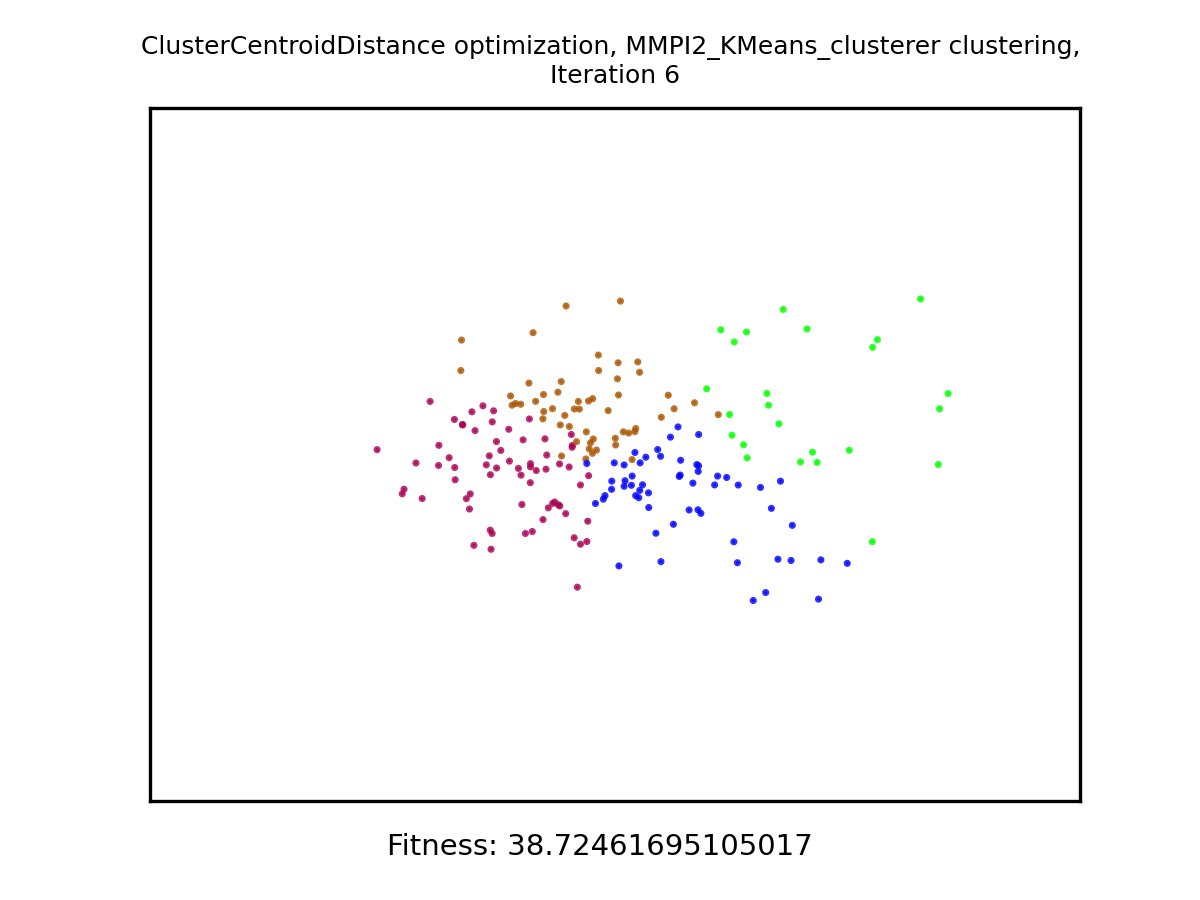 ClusterCentroidDistance optimization, MMPI2_KMeans_clusterer clustering,
Iteration 6
Fitness: 38.72461695105017